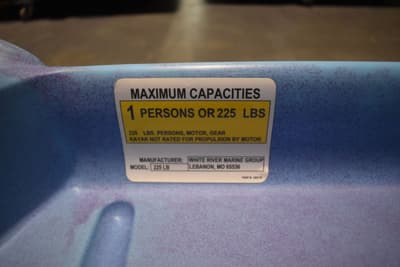 MAXIMUM CAPACITIES
1 PERSONS OR 225 LBS
225 LBS. PERSONS, MOTOR, GEAR
KAYAK NOT RATED FOR PROPULSION BY MOTOR
MANUFACTURER: WHITE RIVER MARINE GROUP
MODEL: 225 LB LEBANON, MO 65536